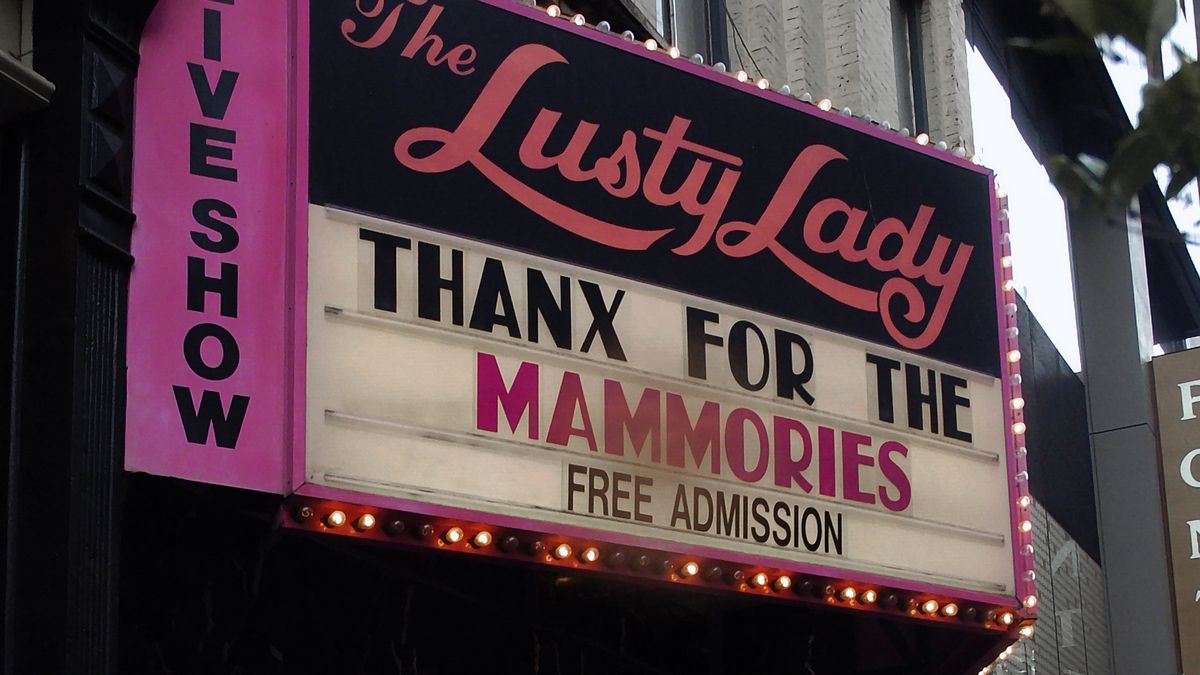 LIVE SHOW
The
Lusty Lady
THANX FOR THE
MAMMORIES
FREE ADMISSION